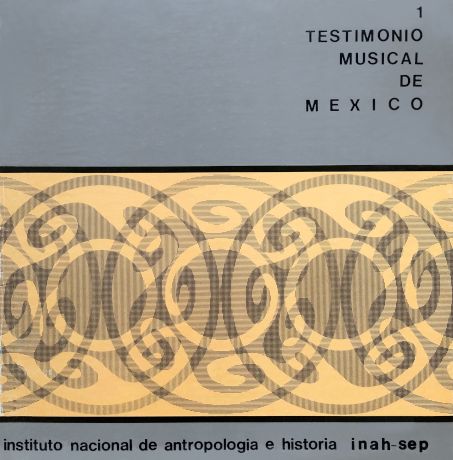 1
TESTIMONIO
MUSICAL
DE
MEXICO
instituto nacional de antropologia e historia inah-sep